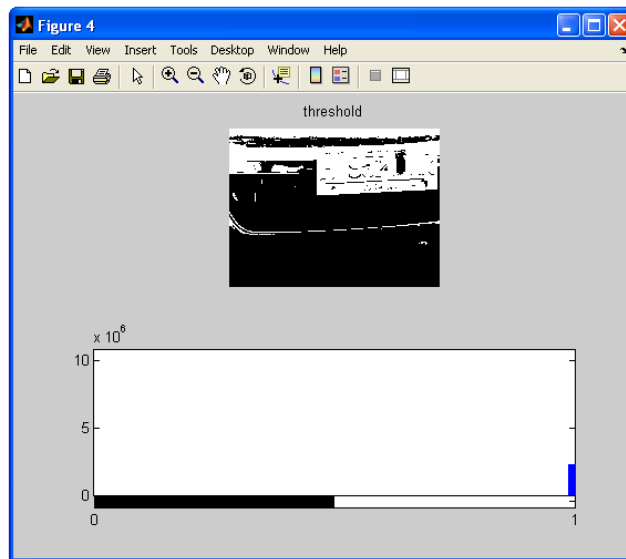 Figure 4
File Edit View Insert Tools Desktop Window Help
threshold
x 10^6
10
5
0
0 1